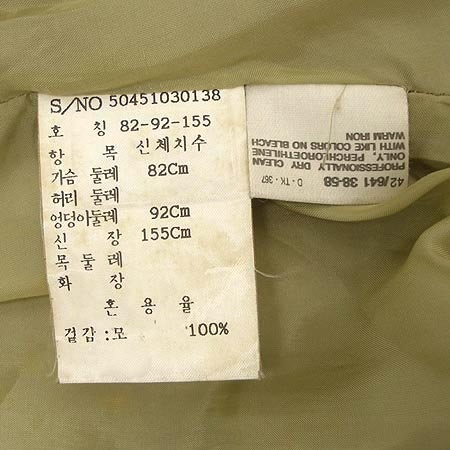 S/NO 50451030138
호 칭 82-92-155
항 목 신체치수
가슴 둘레 82Cm
허리 둘레
엉덩이둘레 92Cm
신 장 155Cm
목 둘레
화 장
혼 용 율
겉감:모 100%
42/641 38-58 D·TK·367
PROFESSIONALLY DRY CLEAN
ONLY, PERCHLOROETHILENE
WITH LIKE COLORS NO BLEACH
WARM IRON